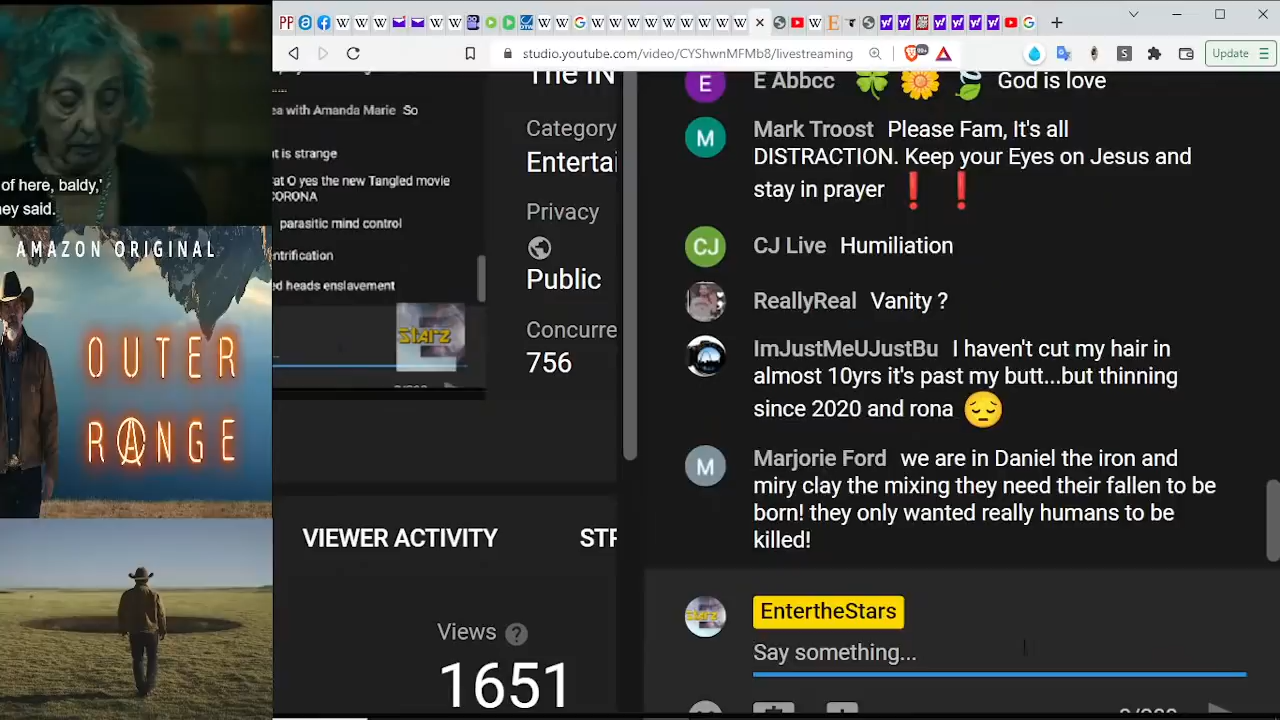 of here, baldy,'
ey said.
AMAZON ORIGINAL
OUTER
RANGE
studio.youtube.com/video/CYShwnMFMb8/livestreaming
Update
ea with Amanda Marie So
t is strange
at O yes the new Tangled movie
CORONA
parasitic mind control
ntrification
ed heads enslavement
Starz
Category
Entertai
Privacy
Public
Concurre
756
VIEWER ACTIVITY
STR
Views
1651
E Abbcc God is love
Mark Troost Please Fam, It's all
DISTRACTION. Keep your Eyes on Jesus and
stay in prayer
CJ Live Humiliation
ReallyReal Vanity ?
ImJustMeUJustBu I haven't cut my hair in
almost 10yrs it's past my butt...but thinning
since 2020 and rona
Marjorie Ford we are in Daniel the iron and
miry clay the mixing they need their fallen to be
born! they only wanted really humans to be
killed!
EntertheStars
Say something...